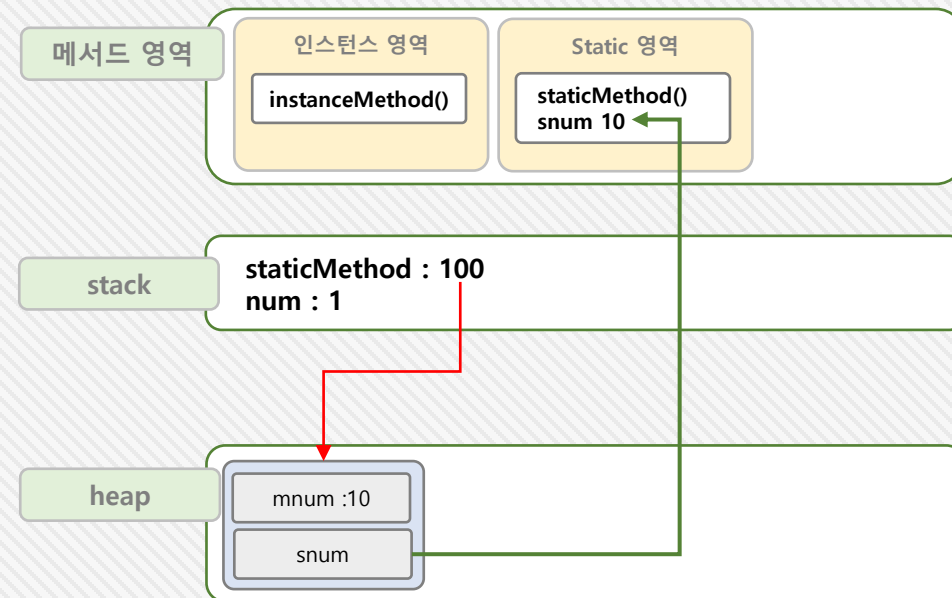 메서드 영역
인스턴스 영역
instanceMethod()
Static 영역
staticMethod()
snum 10
stack
staticMethod : 100
num : 1
heap
mnum :10
snum